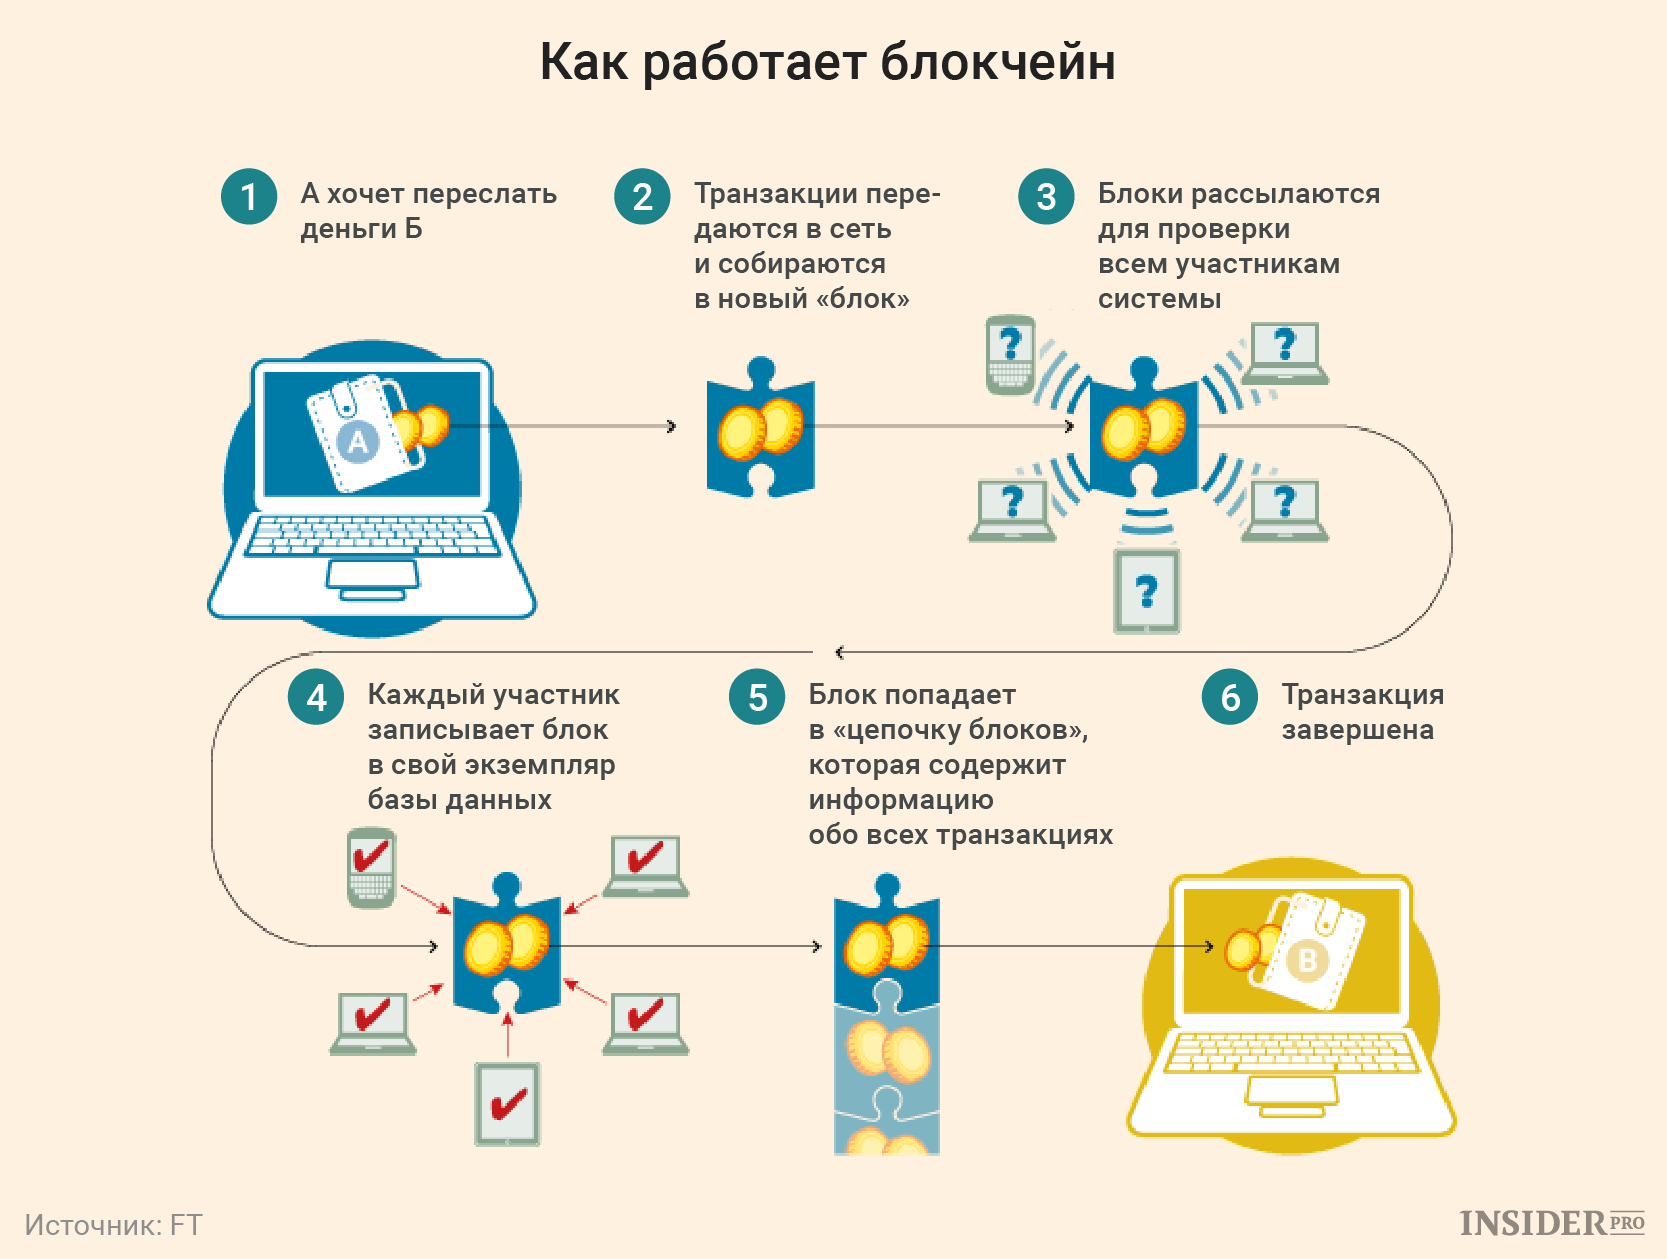 Как работает блокчейн
1
А хочет переслать
деньги Б
2
Транзакции пере-
даются в сеть
и собираются
в новый «блок»
3
Блоки рассылаются
для проверки
всем участникам
системы
?
?
A
?
?
?
4
Каждый участник
записывает блок
в свой экземпляр
базы данных
5
Блок попадает
в «цепочку блоков»,
которая содержит
информацию
обо всех транзакциях
6
Транзакция
завершена
B
Источник: FT
INSIDER PRO